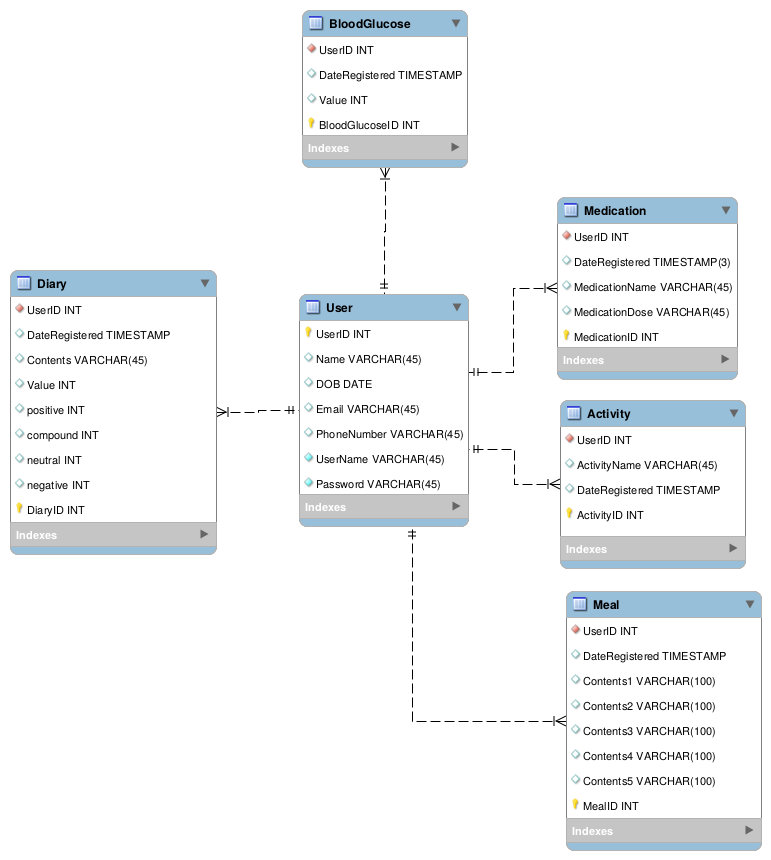 BloodGlucose
UserID INT
DateRegistered TIMESTAMP
Value INT
BloodGlucoseID INT
Indexes
Medication
UserID INT
DateRegistered TIMESTAMP(3)
MedicationName VARCHAR(45)
MedicationDose VARCHAR(45)
MedicationID INT
Indexes
Diary
UserID INT
DateRegistered TIMESTAMP
Contents VARCHAR(45)
Value INT
positive INT
compound INT
neutral INT
negative INT
DiaryID INT
Indexes
User
UserID INT
Name VARCHAR(45)
DOB DATE
Email VARCHAR(45)
PhoneNumber VARCHAR(45)
UserName VARCHAR(45)
Password VARCHAR(45)
Indexes
Activity
UserID INT
ActivityName VARCHAR(45)
DateRegistered TIMESTAMP
ActivityID INT
Indexes
Meal
UserID INT
DateRegistered TIMESTAMP
Contents1 VARCHAR(100)
Contents2 VARCHAR(100)
Contents3 VARCHAR(100)
Contents4 VARCHAR(100)
Contents5 VARCHAR(100)
MealID INT
Indexes